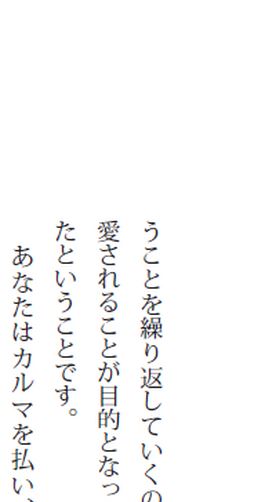 うことを繰り返していくの
愛されることが目的となっ
たということです。
あなたはカルマを払い、